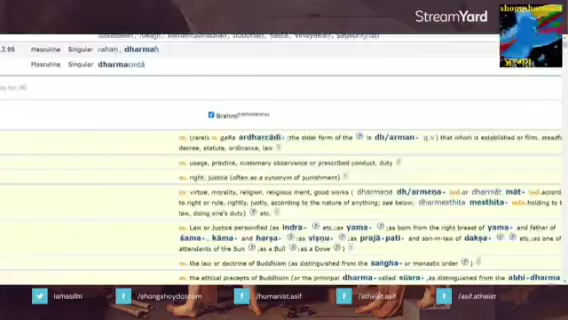 StreamYard
3.95 Masculine Singular rahaḥ, dharmaḥ
Masculine Singular dharmacintā
Brahmi
m. (rarely n. gaRa ardharcādi- ;the older form of the is dh/arman- q.v) that which is established or firm, steadfast
decree, statute, ordinance, law
m. usage, practice, customary observance or prescribed conduct, duty
m. right, justice (often as a synonym of punishment)
m. virtue, morality, religion, religious merit, good works ( dharmeṇa dh/armeṇa- ind. or dharmāt māt- ind. accord
to right or rule, rightly, justly, according to the nature of anything; see below; dharmesthita mesthita- mfn. holding to
law, doing one's duty) etc.
m. Law or Justice personified (as indra- etc.;as yama- ;as born from the right breast of yama- and father of
śama-, kāma- and harṣa- ;as viṣṇu- ;as prajā-pati- and son-in-law of dakṣa- etc.;as one of
attendants of the Sun ;as a Bull ;as a Dove )
m. the law or doctrine of Buddhism (as distinguished from the saṅgha- or monastic order )
m. the ethical precepts of Buddhism (or the principal dharma- called sūtra-, as distinguished from the abhi-dharma
iamasifm /shongshoydotcom /humanist.asif /atheist.asif /asif.atheist